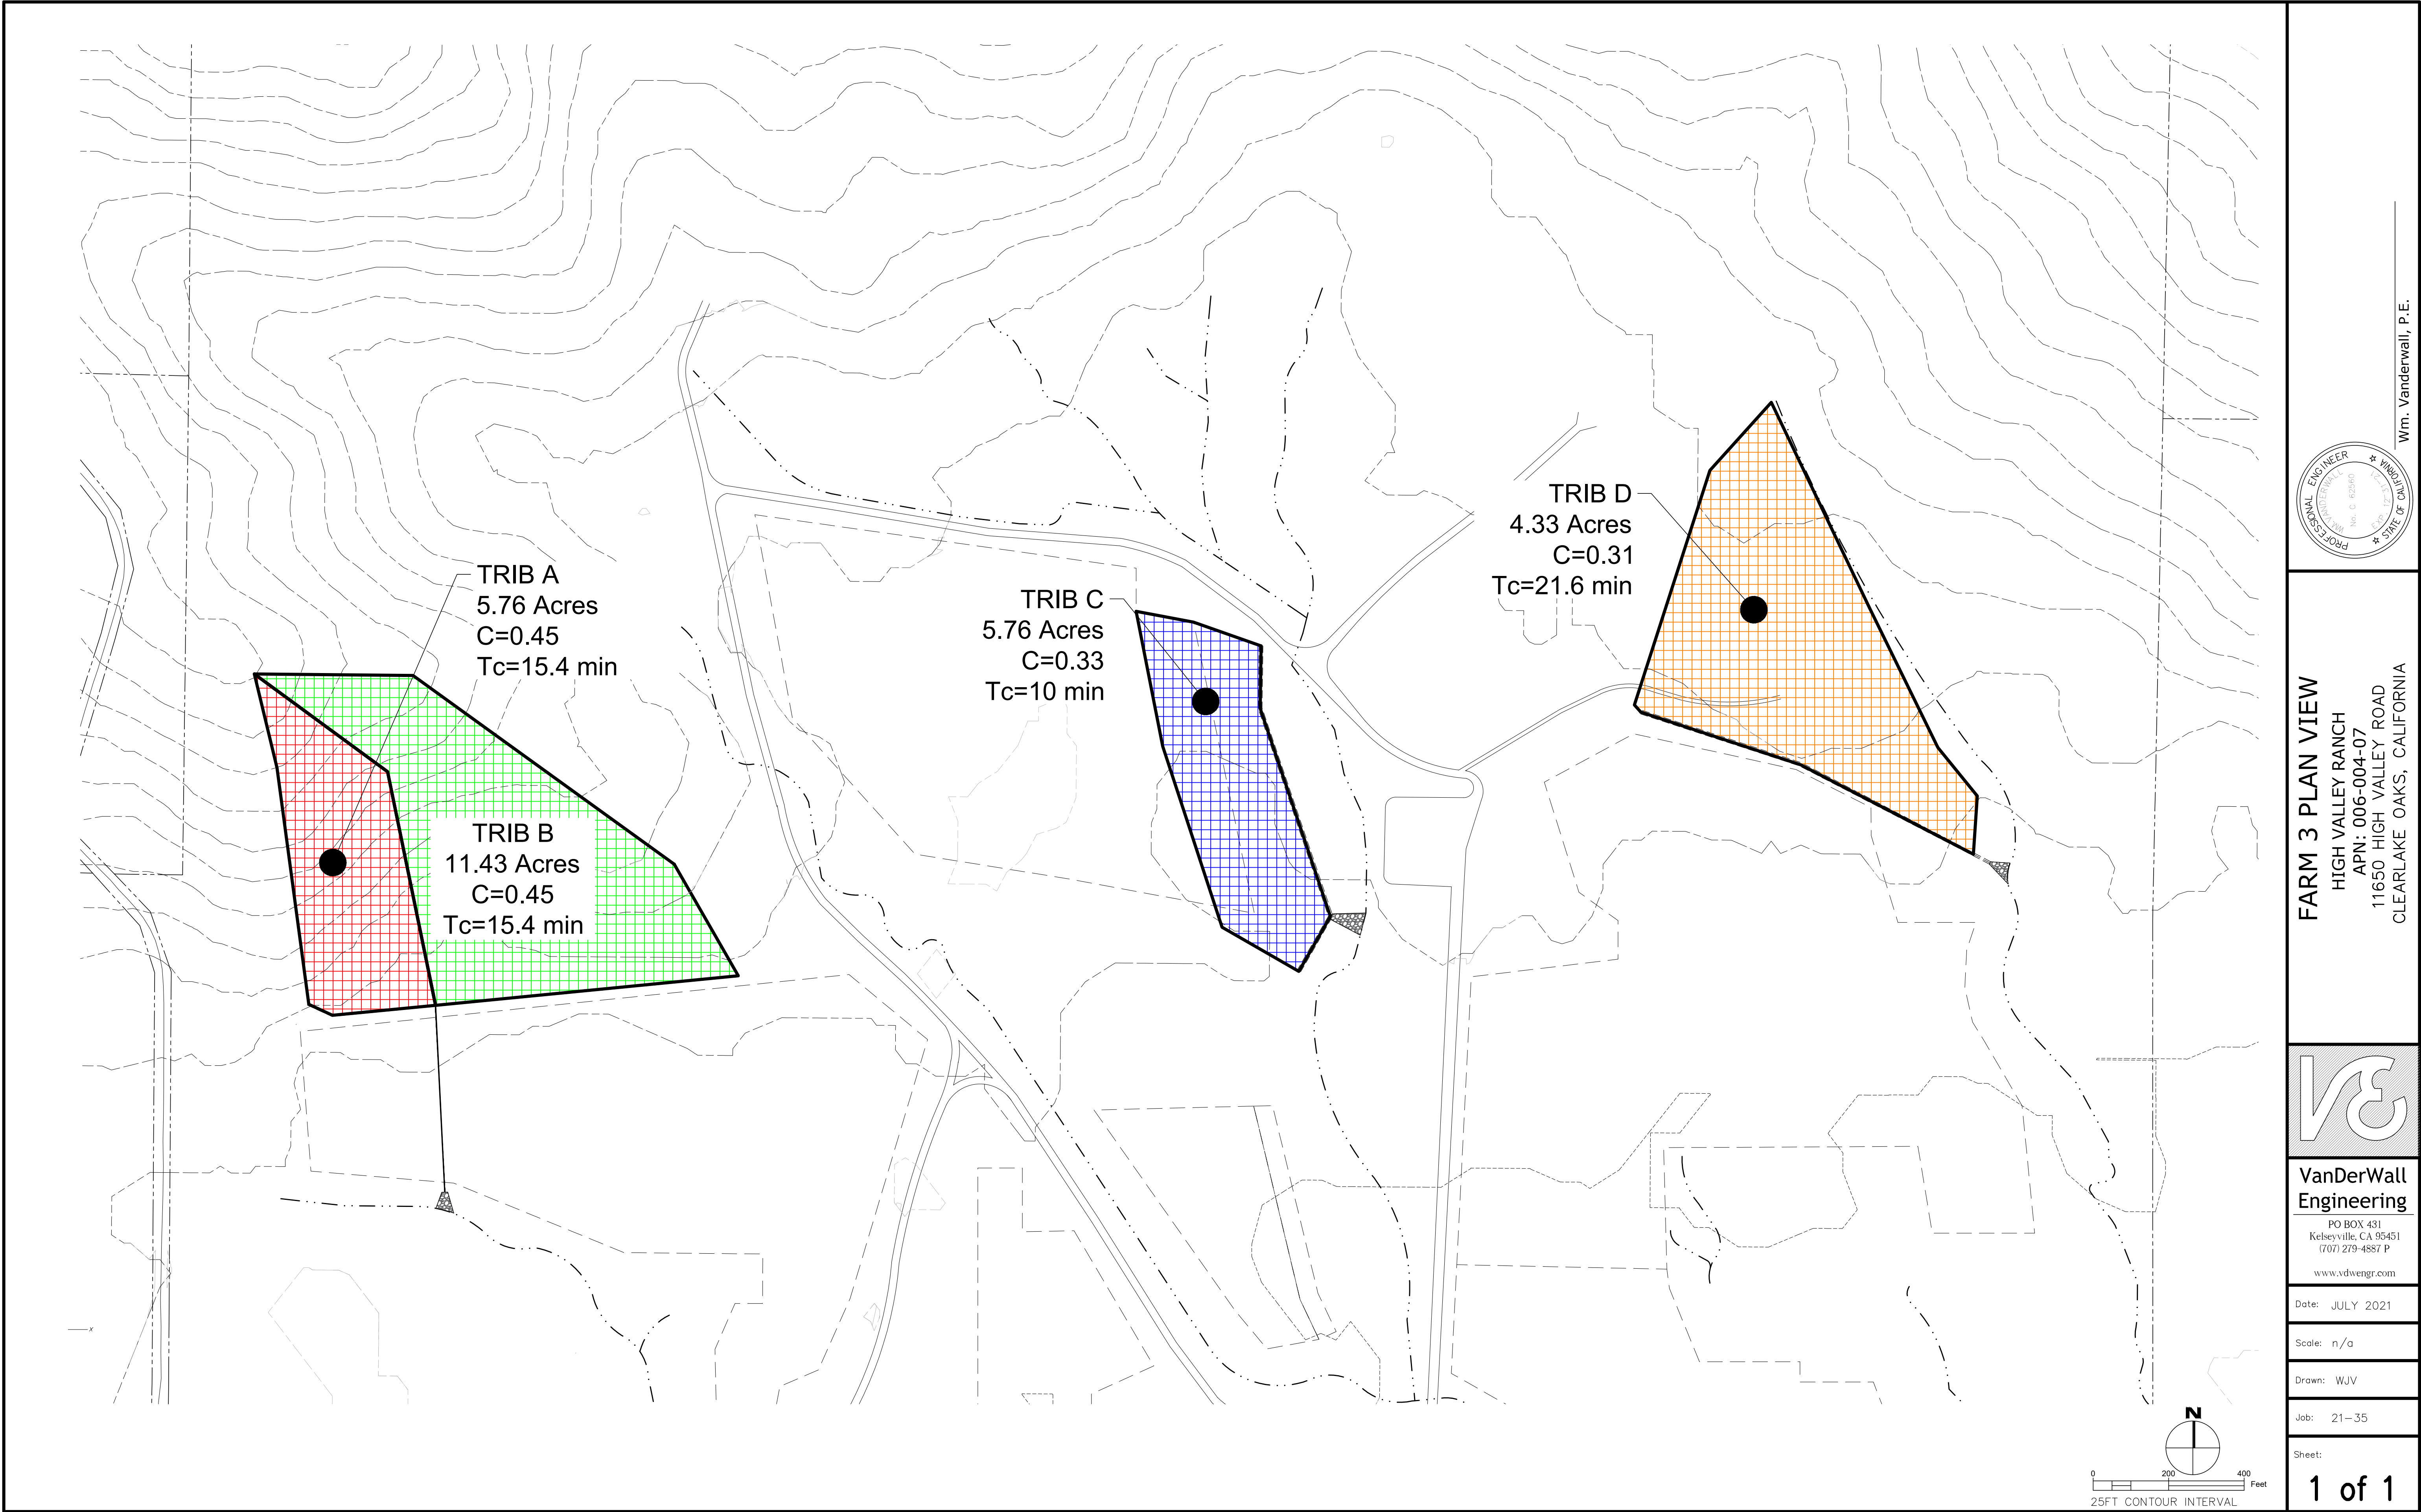 TRIB A
5.76 Acres
C=0.45
Tc=15.4 min
TRIB B
11.43 Acres
C=0.45
Tc=15.4 min
TRIB C
5.76 Acres
C=0.33
Tc=10 min
TRIB D
4.33 Acres
C=0.31
Tc=21.6 min
x
N
0 200 400
Feet
25FT CONTOUR INTERVAL
Wm. Vanderwall, P.E.
PROFESSIONAL ENGINEER
STATE OF CALIFORNIA
WM. VANDERWALL
No. C 62560
FARM 3 PLAN VIEW
HIGH VALLEY RANCH
APN: 006-004-07
11650 HIGH VALLEY ROAD
CLEARLAKE OAKS, CALIFORNIA
VE
VanDerWall
Engineering
PO BOX 431
Kelseyville, CA 95451
(707) 279-4887 P
www.vdwengr.com
Date: JULY 2021
Scale: n/a
Drawn: WJV
Job: 21-35
Sheet:
1 of 1